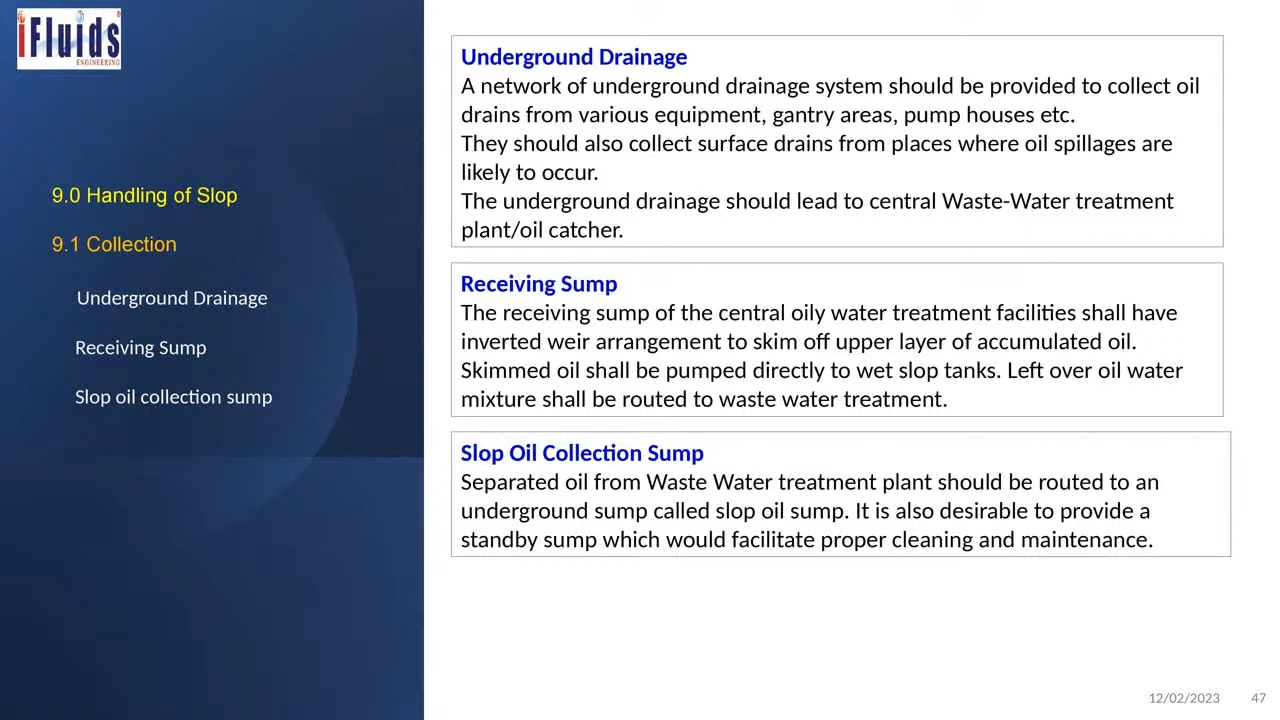 iFluids
ENGINEERING
9.0 Handling of Slop
9.1 Collection
Underground Drainage
Receiving Sump
Slop oil collection sump
Underground Drainage
A network of underground drainage system should be provided to collect oil
drains from various equipment, gantry areas, pump houses etc.
They should also collect surface drains from places where oil spillages are
likely to occur.
The underground drainage should lead to central Waste-Water treatment
plant/oil catcher.
Receiving Sump
The receiving sump of the central oily water treatment facilities shall have
inverted weir arrangement to skim off upper layer of accumulated oil.
Skimmed oil shall be pumped directly to wet slop tanks. Left over oil water
mixture shall be routed to waste water treatment.
Slop Oil Collection Sump
Separated oil from Waste Water treatment plant should be routed to an
underground sump called slop oil sump. It is also desirable to provide a
standby sump which would facilitate proper cleaning and maintenance.
12/02/2023 47